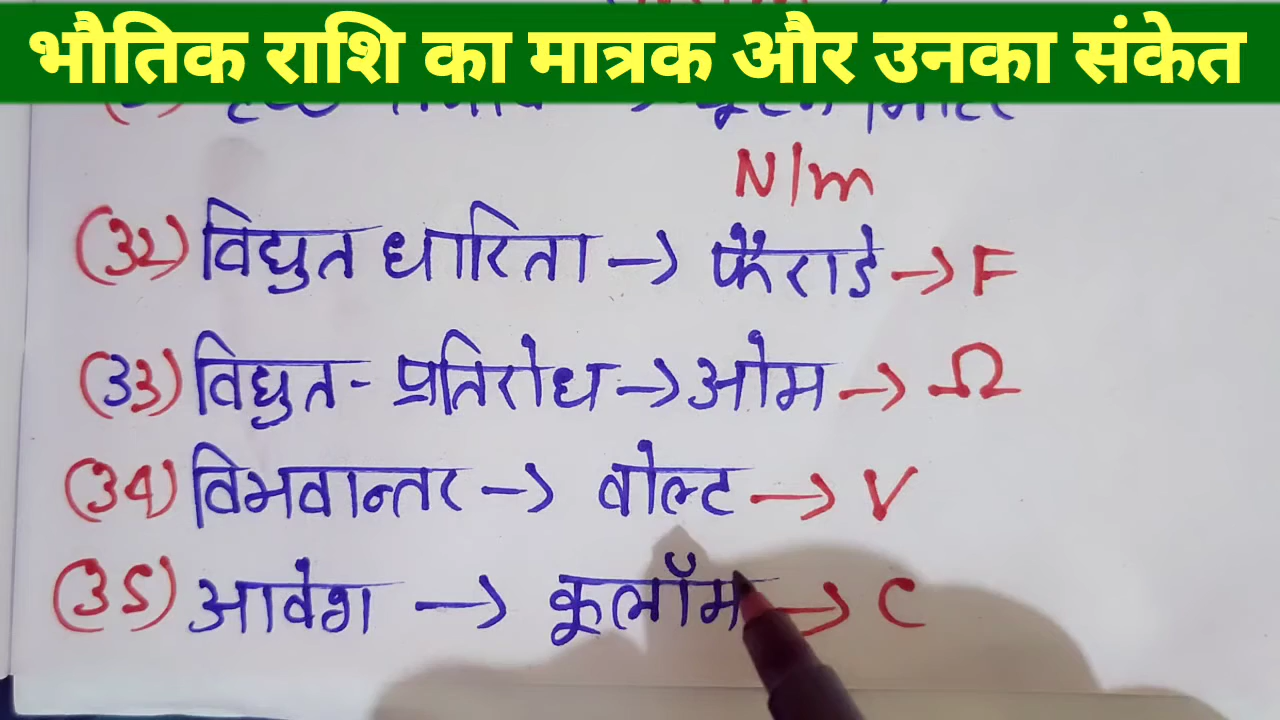 भौतिक राशि का मात्रक और उनका संकेत
N/m
(32) विद्युत धारिता -> फैराडे -> F
(33) विद्युत - प्रतिरोध -> ओम -> Ω
(34) विभवान्तर -> वोल्ट -> V
(35) आवेश -> कूलॉम -> C